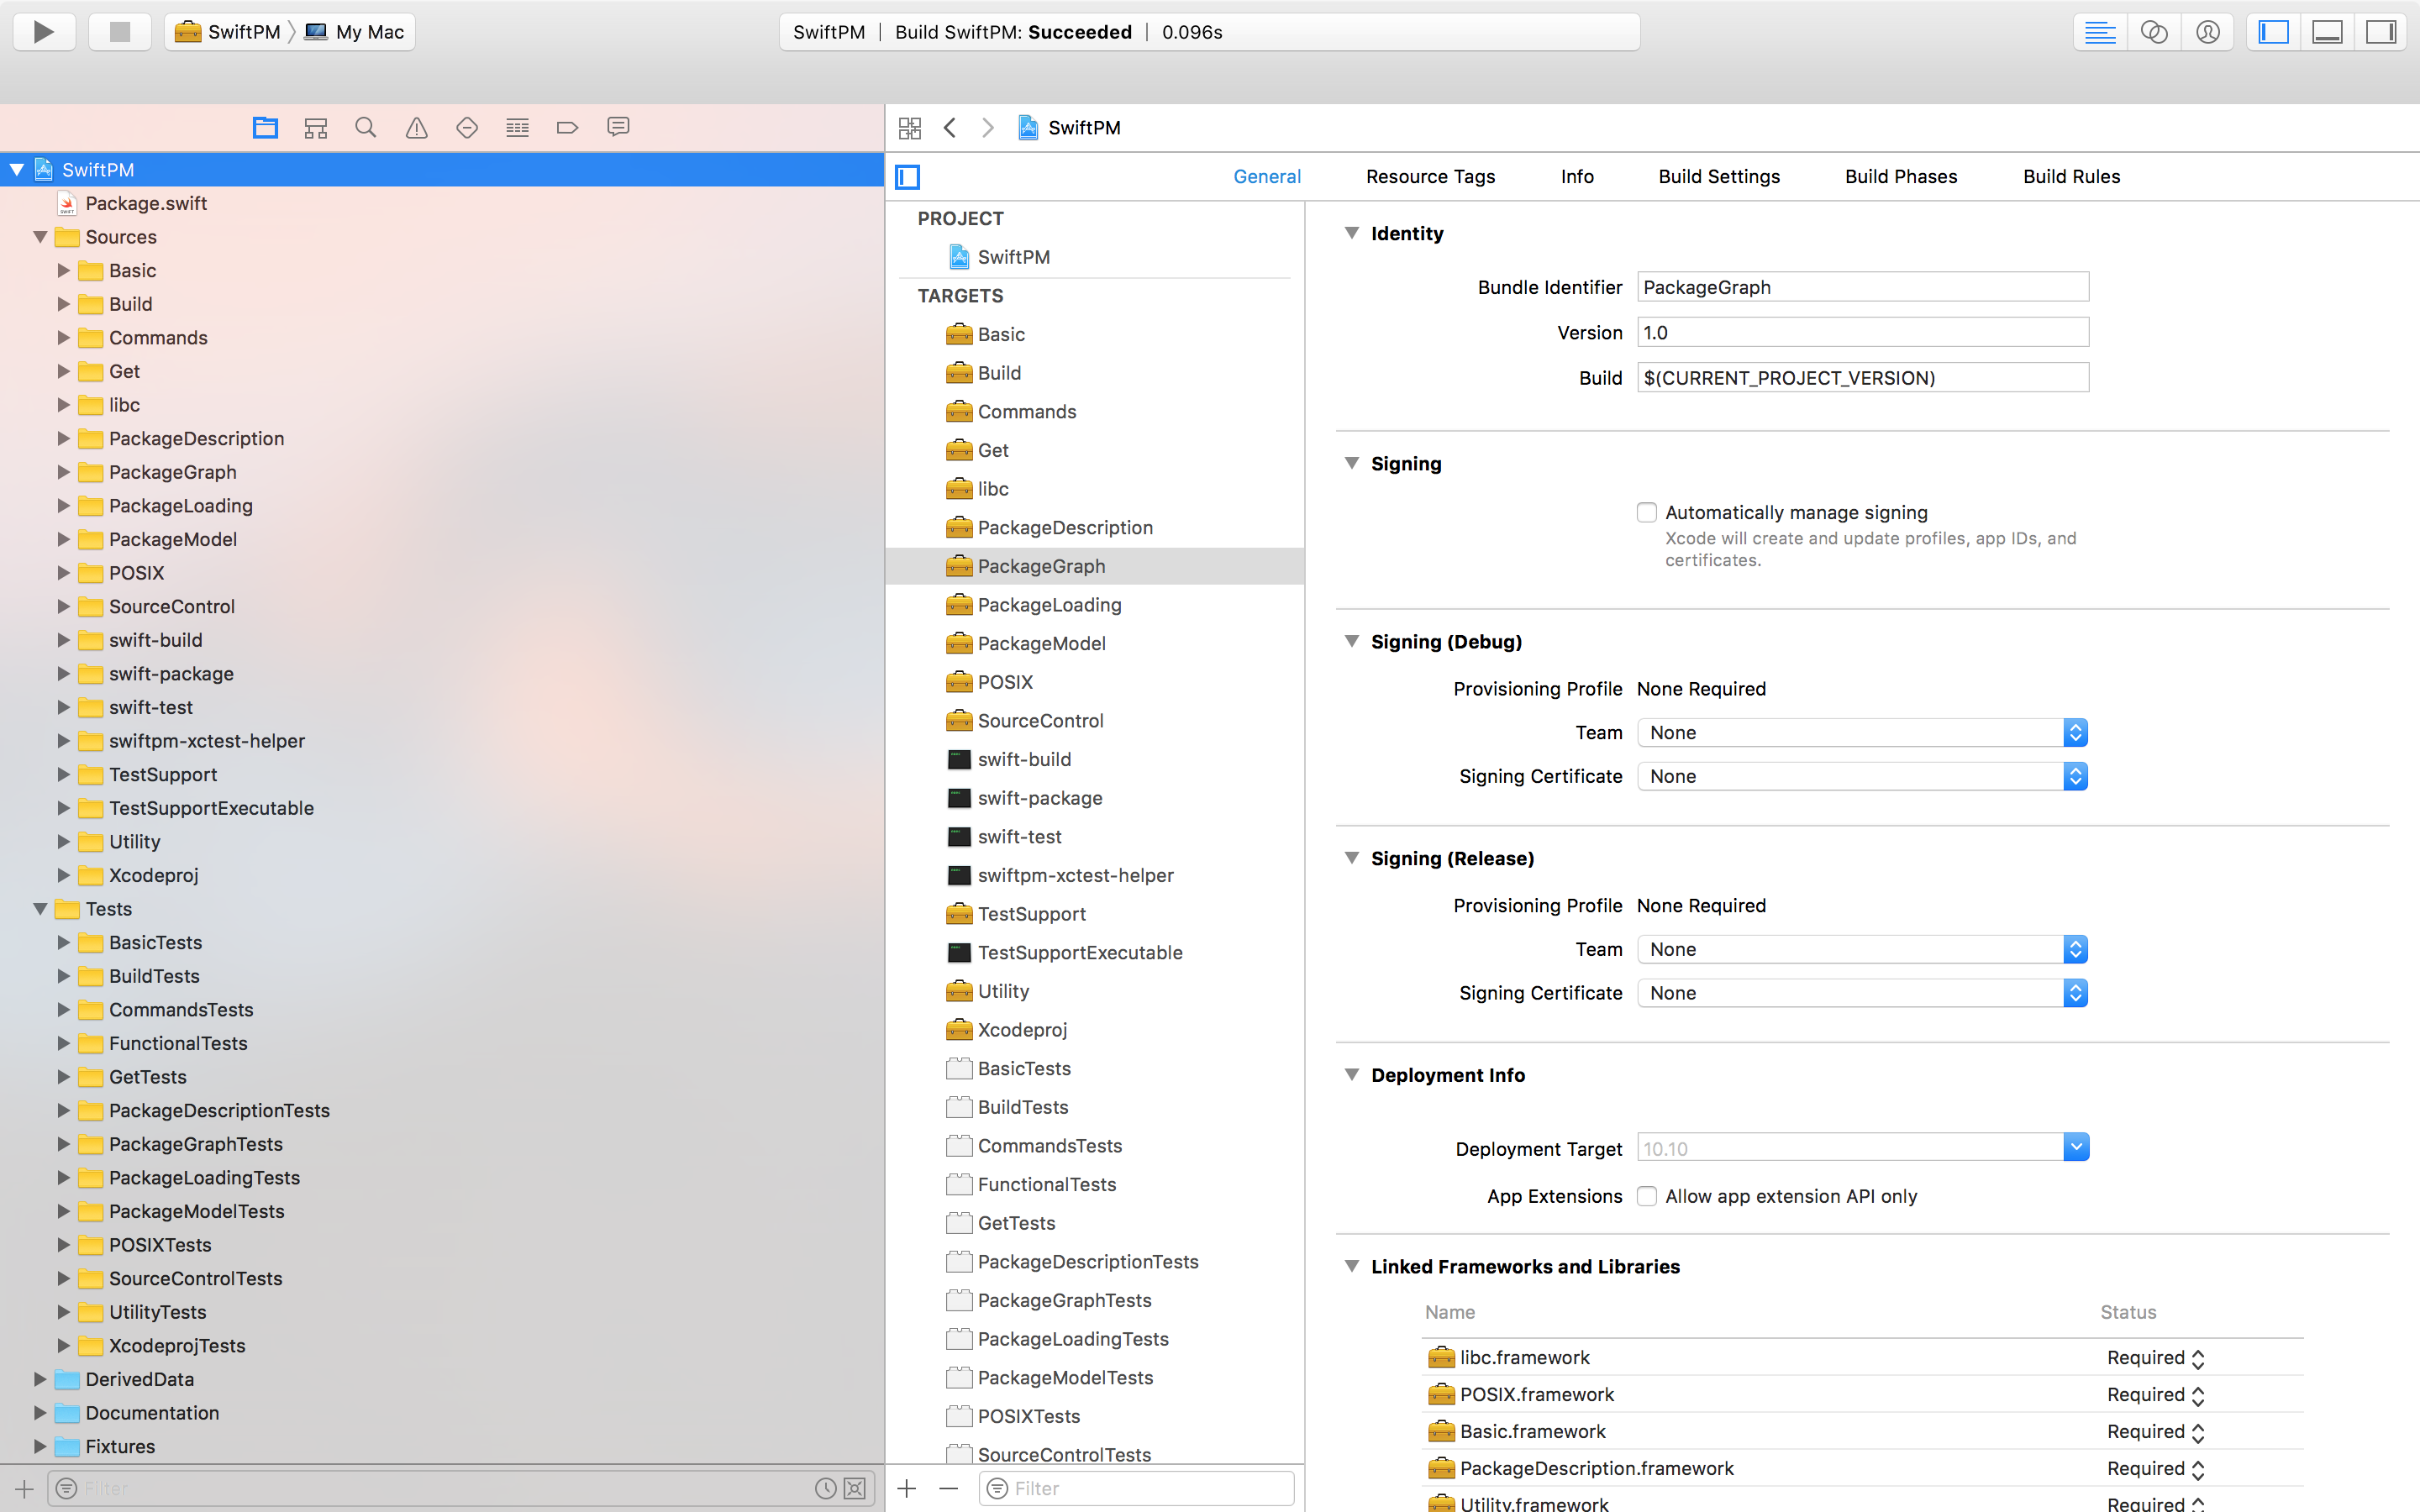 SwiftPM My Mac
SwiftPM | Build SwiftPM: Succeeded | 0.096s
SwiftPM
Package.swift
Sources
Basic
Build
Commands
Get
libc
PackageDescription
PackageGraph
PackageLoading
PackageModel
POSIX
SourceControl
swift-build
swift-package
swift-test
swiftpm-xctest-helper
TestSupport
TestSupportExecutable
Utility
Xcodeproj
Tests
BasicTests
BuildTests
CommandsTests
FunctionalTests
GetTests
PackageDescriptionTests
PackageGraphTests
PackageLoadingTests
PackageModelTests
POSIXTests
SourceControlTests
UtilityTests
XcodeprojTests
DerivedData
Documentation
Fixtures
Filter
SwiftPM
General Resource Tags Info Build Settings Build Phases Build Rules
PROJECT
SwiftPM
TARGETS
Basic
Build
Commands
Get
libc
PackageDescription
PackageGraph
PackageLoading
PackageModel
POSIX
SourceControl
swift-build
swift-package
swift-test
swiftpm-xctest-helper
TestSupport
TestSupportExecutable
Utility
Xcodeproj
BasicTests
BuildTests
CommandsTests
FunctionalTests
GetTests
PackageDescriptionTests
PackageGraphTests
PackageLoadingTests
PackageModelTests
POSIXTests
SourceControlTests
Filter
Identity
Bundle Identifier PackageGraph
Version 1.0
Build $(CURRENT_PROJECT_VERSION)
Signing
Automatically manage signing
Xcode will create and update profiles, app IDs, and
certificates.
Signing (Debug)
Provisioning Profile None Required
Team None
Signing Certificate None
Signing (Release)
Provisioning Profile None Required
Team None
Signing Certificate None
Deployment Info
Deployment Target 10.10
App Extensions Allow app extension API only
Linked Frameworks and Libraries
Name Status
libc.framework Required
POSIX.framework Required
Basic.framework Required
PackageDescription.framework Required
Utility.framework Required